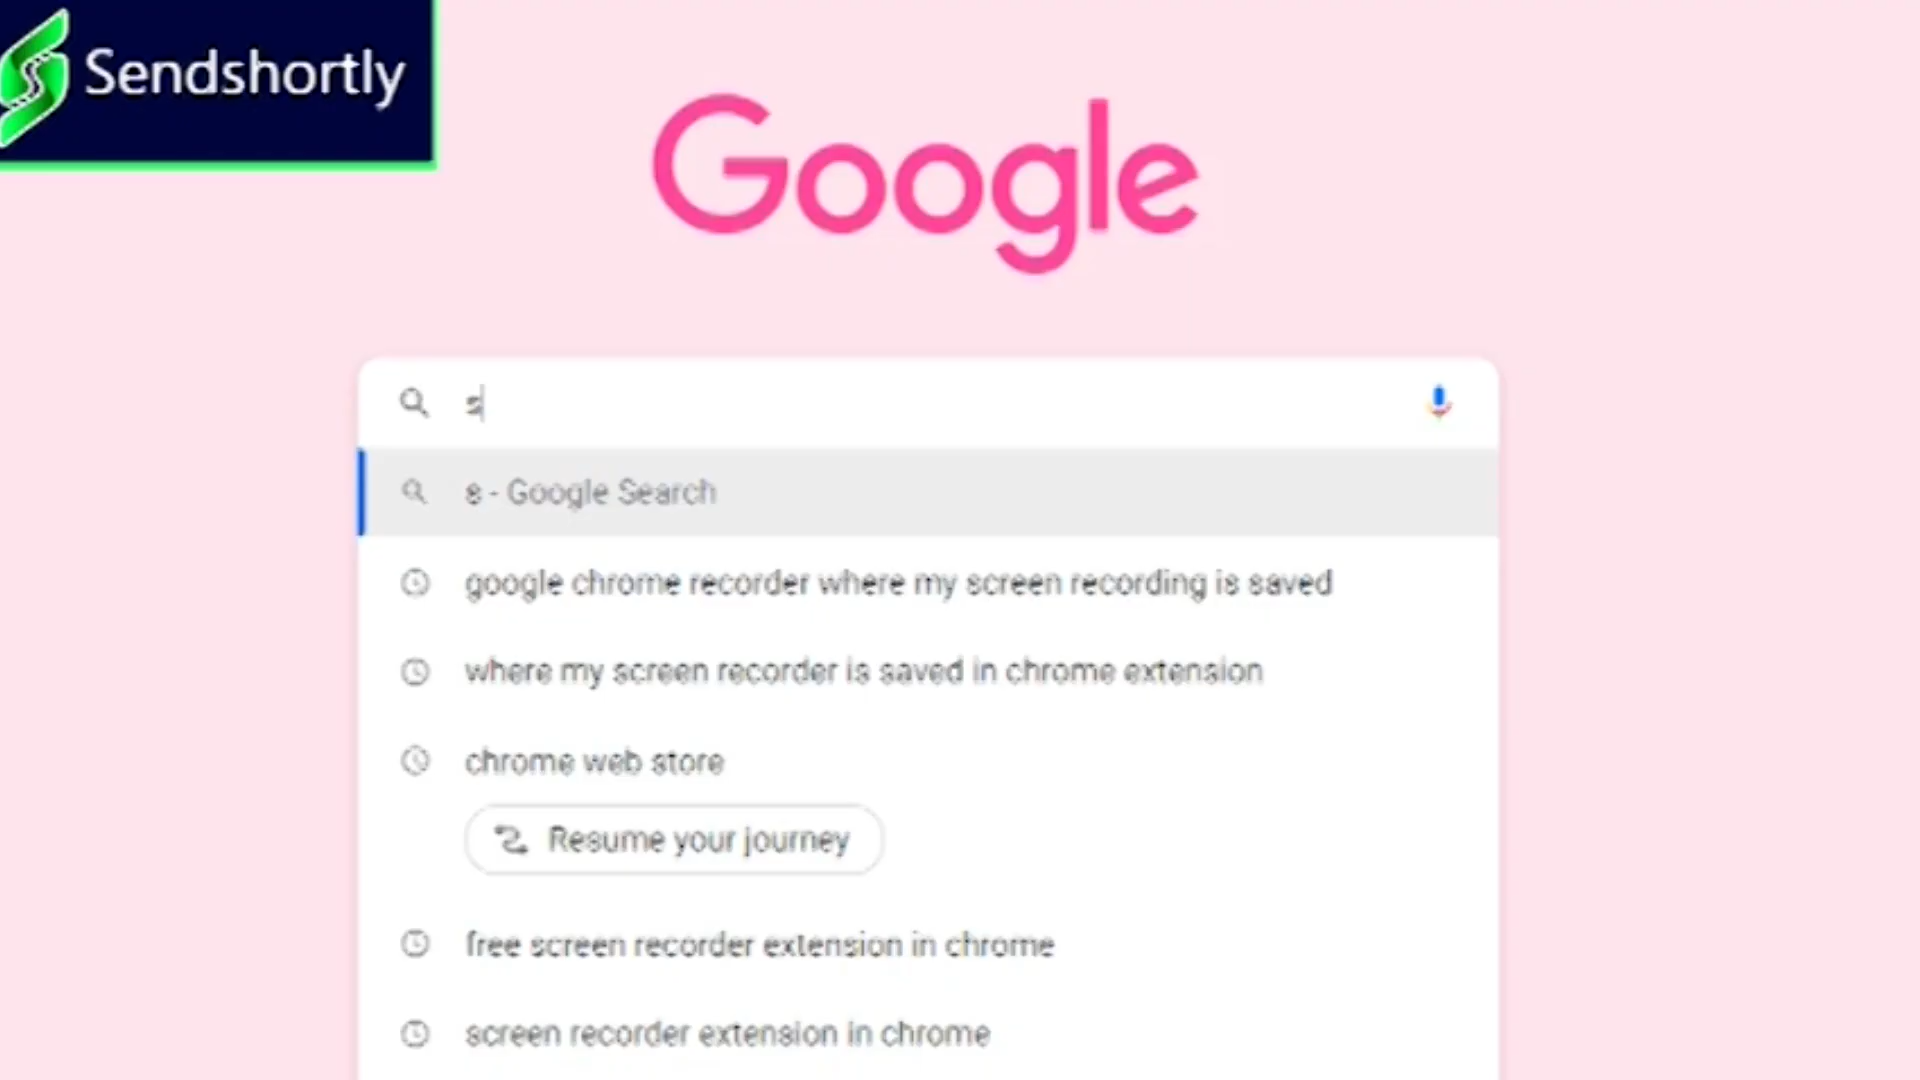 Sendshortly
Google
s
s - Google Search
google chrome recorder where my screen recording is saved
where my screen recorder is saved in chrome extension
chrome web store
Resume your journey
free screen recorder extension in chrome
screen recorder extension in chrome